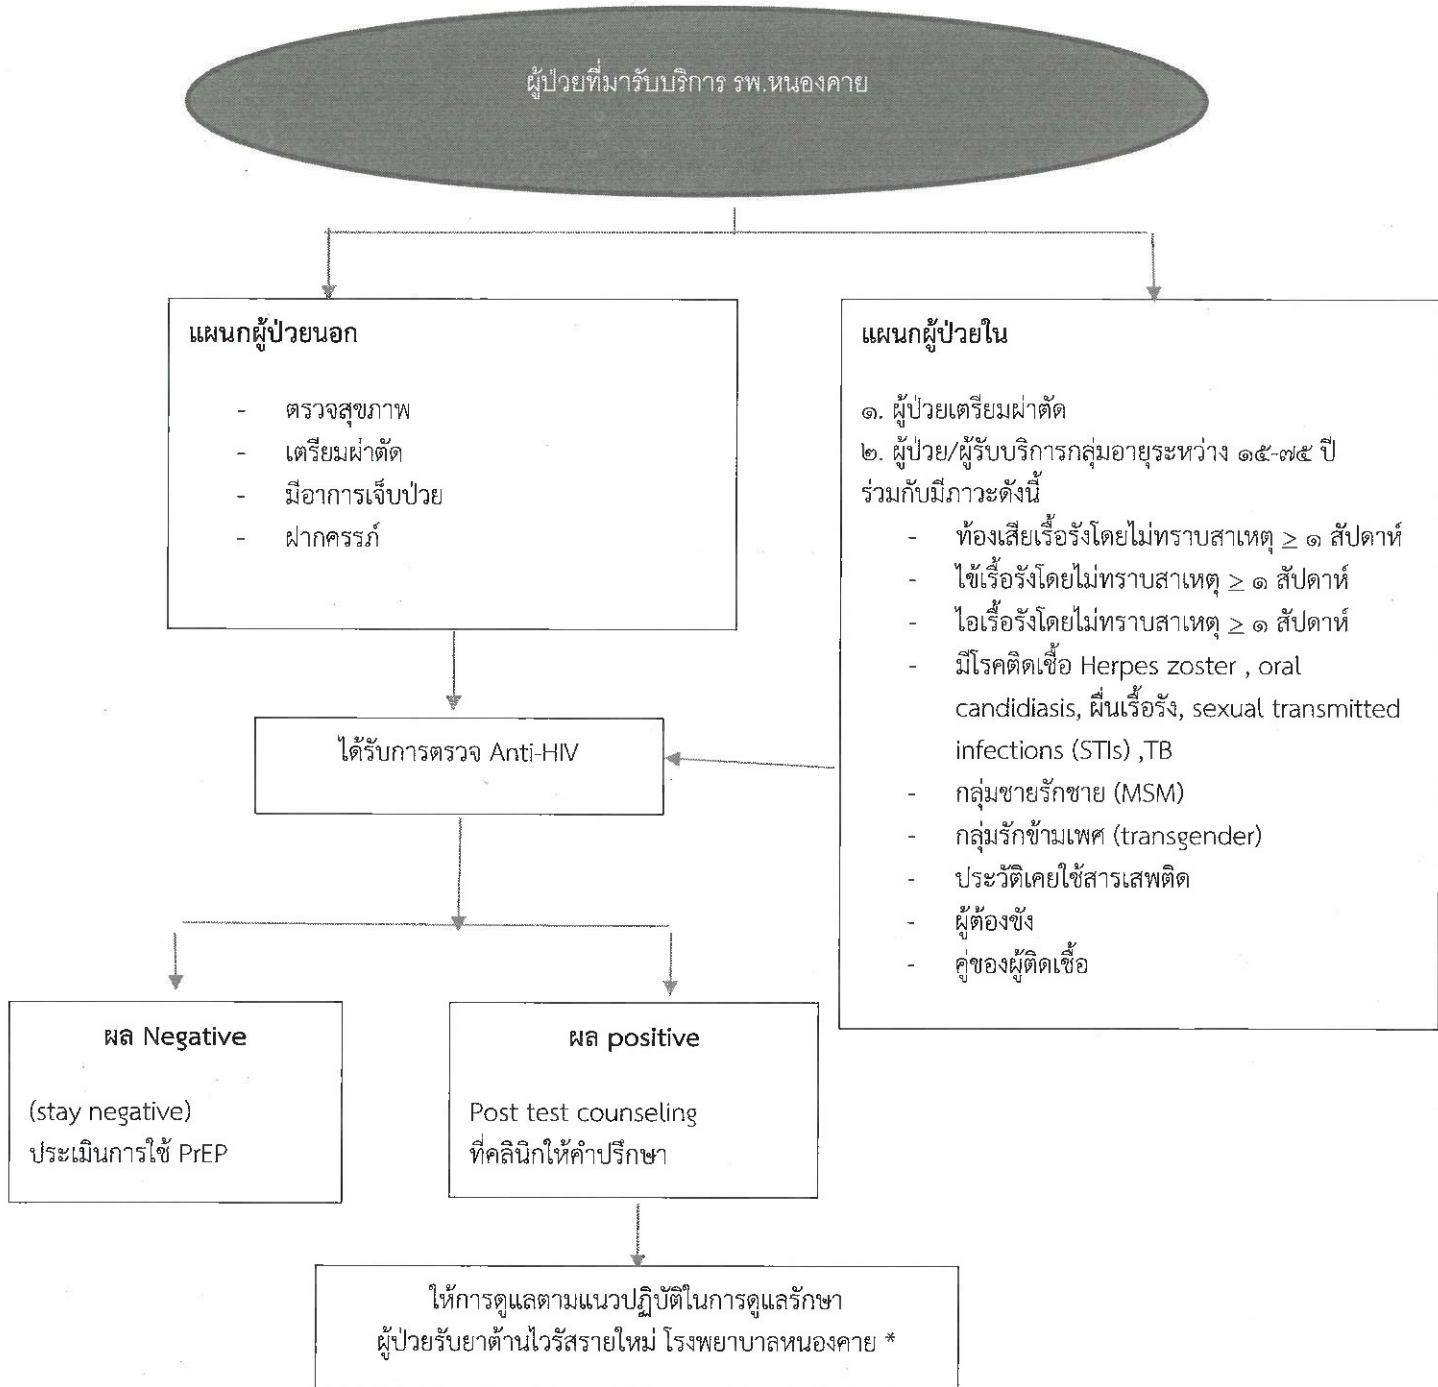 ผู้ป่วยที่มารับบริการ รพ.หนองคาย
แผนกผู้ป่วยนอก
- ตรวจสุขภาพ
- เตรียมผ่าตัด
- มีอาการเจ็บป่วย
- ฝากครรภ์
แผนกผู้ป่วยใน
๑. ผู้ป่วยเตรียมผ่าตัด
๒. ผู้ป่วย/ผู้รับบริการกลุ่มอายุระหว่าง ๑๕-๗๕ ปี
ร่วมกับมีภาวะดังนี้
- ท้องเสียเรื้อรังโดยไม่ทราบสาเหตุ ≥ ๑ สัปดาห์
- ไข้เรื้อรังโดยไม่ทราบสาเหตุ ≥ ๑ สัปดาห์
- ไอเรื้อรังโดยไม่ทราบสาเหตุ ≥ ๑ สัปดาห์
- มีโรคติดเชื้อ Herpes zoster , oral
candidiasis, ผื่นเรื้อรัง, sexual transmitted
infections (STIs) ,TB
- กลุ่มชายรักชาย (MSM)
- กลุ่มรักข้ามเพศ (transgender)
- ประวัติเคยใช้สารเสพติด
- ผู้ต้องขัง
- คู่ของผู้ติดเชื้อ
ได้รับการตรวจ Anti-HIV
ผล Negative
(stay negative)
ประเมินการใช้ PrEP
ผล positive
Post test counseling
ที่คลินิกให้คำปรึกษา
ให้การดูแลตามแนวปฏิบัติในการดูแลรักษา
ผู้ป่วยรับยาต้านไวรัสรายใหม่ โรงพยาบาลหนองคาย *